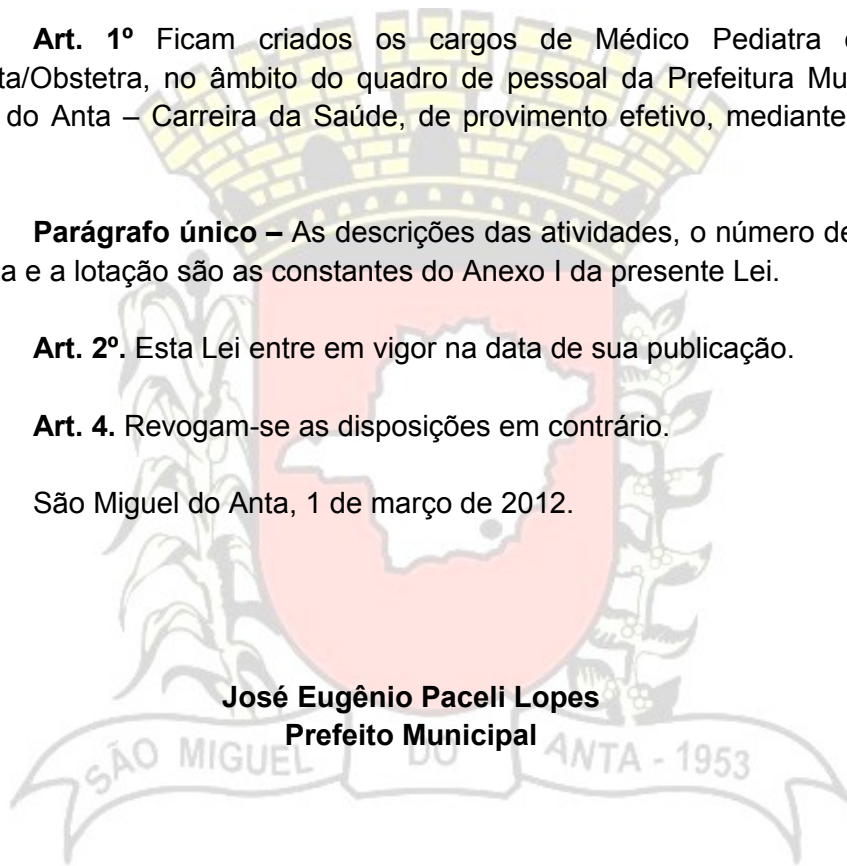 Art. 1º Ficam criados os cargos de Médico Pediatra
ta/Obstetra, no âmbito do quadro de pessoal da Prefeitura Mu
do Anta – Carreira da Saúde, de provimento efetivo, mediante
Parágrafo único – As descrições das atividades, o número de
a e a lotação são as constantes do Anexo I da presente Lei.
Art. 2º. Esta Lei entre em vigor na data de sua publicação.
Art. 4. Revogam-se as disposições em contrário.
São Miguel do Anta, 1 de março de 2012.
José Eugênio Paceli Lopes
Prefeito Municipal
SÃO MIGUEL DO ANTA - 1953